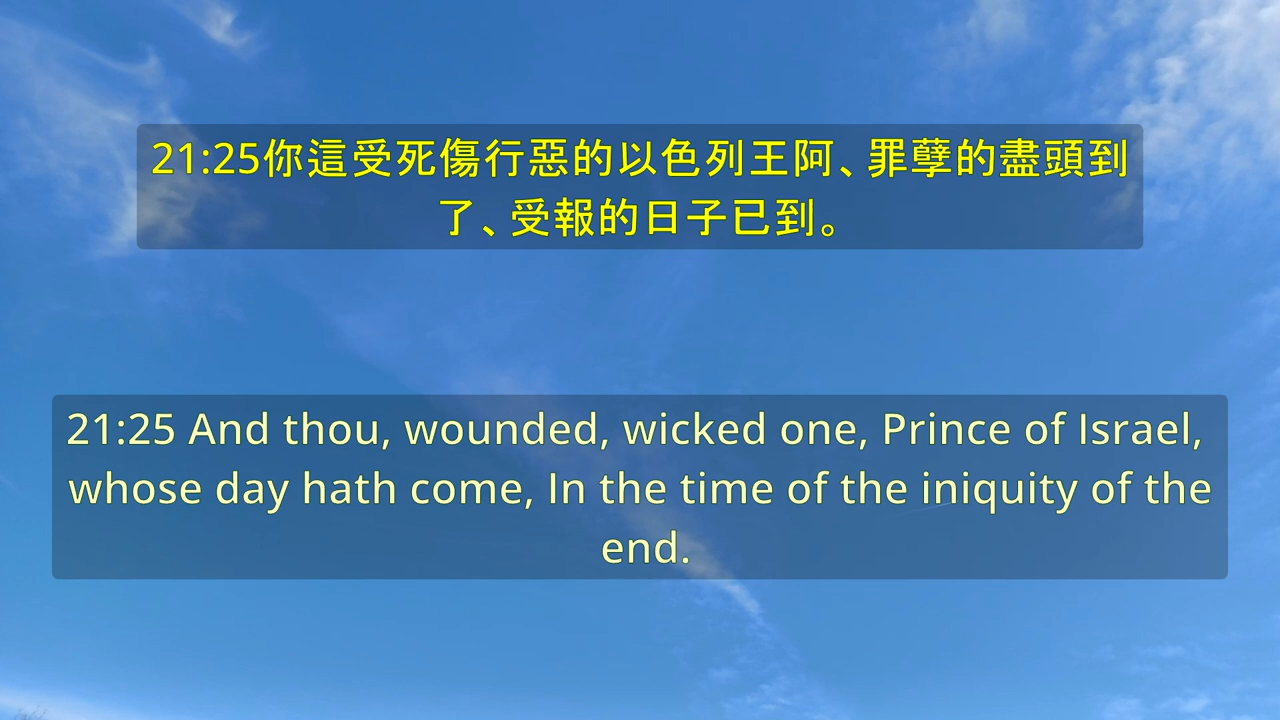 21:25你這受死傷行惡的以色列王阿、罪孽的盡頭到
了、受報的日子已到。
21:25 And thou, wounded, wicked one, Prince of Israel,
whose day hath come, In the time of the iniquity of the
end.